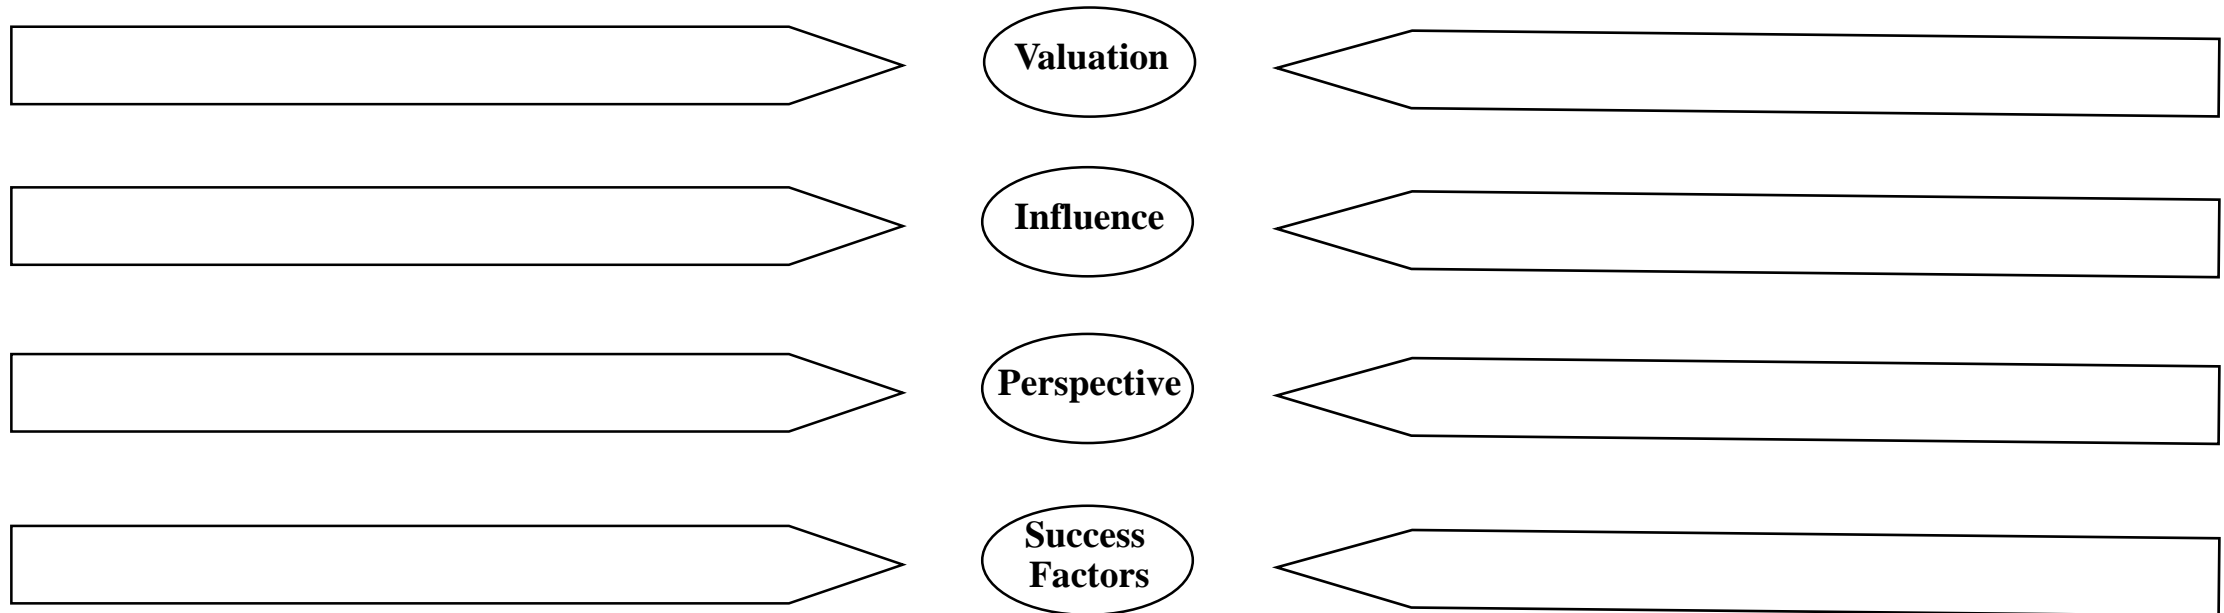 Valuation
Influence
Perspective
Success
Factors